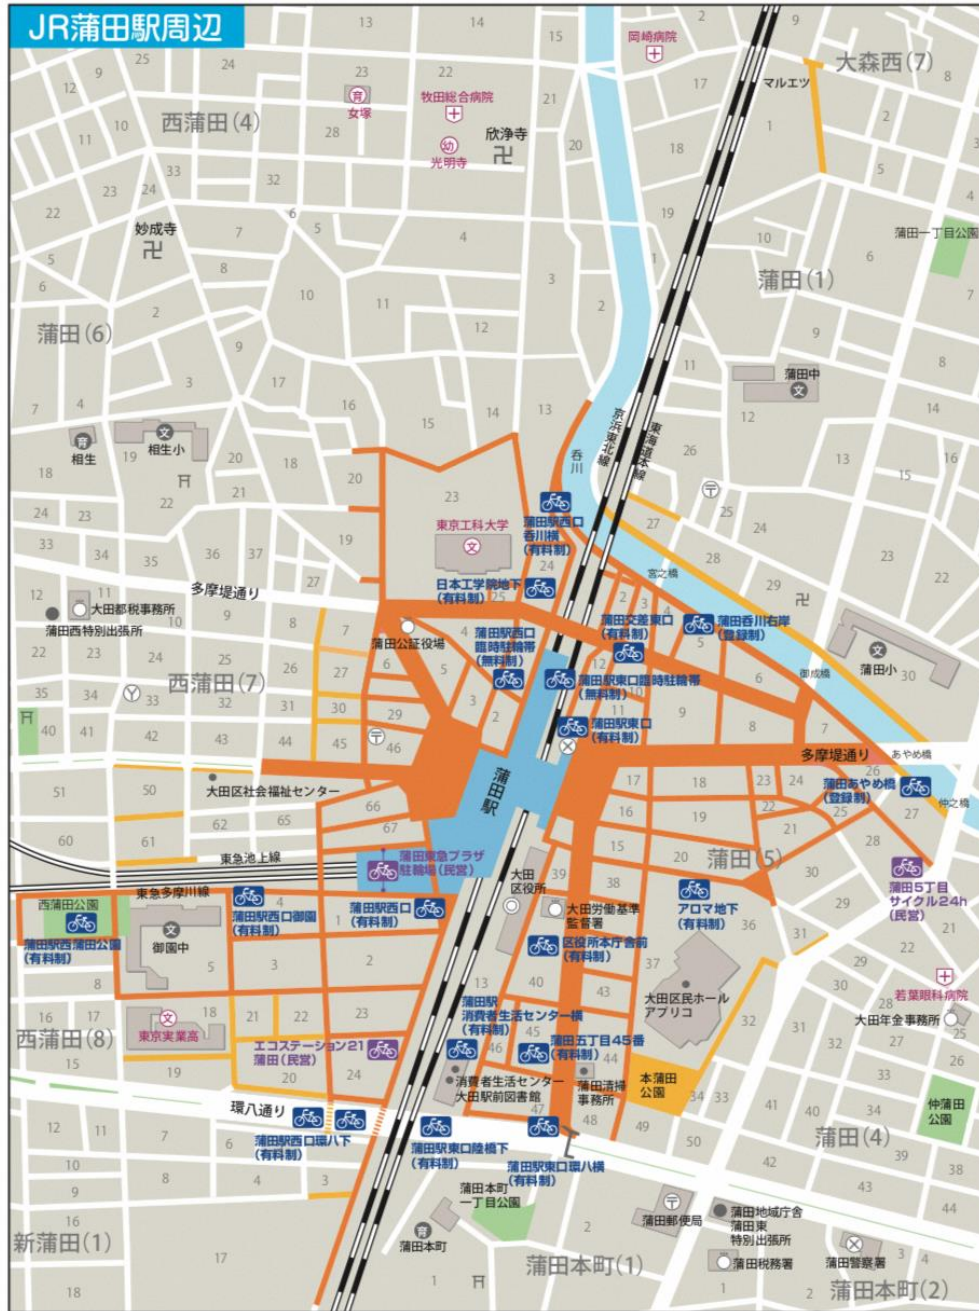 JR蒲田駅周辺
岡崎病院
大森西(7)
マルエツ
女塚
牧田総合病院
西蒲田(4)
欣浄寺
光明寺
妙成寺
蒲田一丁目公園
蒲田(1)
蒲田(6)
蒲田中
相生
相生小
京浜東北線
東海道本線
呑川
蒲田駅西口
呑川横
(有料制)
東京工科大学
日本工学院地下
(有料制)
宮之橋
多摩堤通り
大田都税事務所
蒲田西特別出張所
蒲田公証役場
蒲田駅西口
臨時駐輪帯
(無料制)
蒲田交差東口
(有料制)
蒲田呑川右岸
(登録制)
蒲田小
御成橋
西蒲田(7)
蒲田駅東口臨時駐輪帯
(無料制)
蒲田駅東口
(有料制)
多摩堤通り
あやめ橋
蒲田駅
大田区社会福祉センター
蒲田あやめ橋
(登録制)
仲之橋
東急池上線
蒲田東急プラザ
駐輪場(民営)
蒲田(5)
蒲田5丁目
サイクル24h
(民営)
大田
区役所
東急多摩川線
西蒲田公園
蒲田駅西蒲田公園
(有料制)
御園中
蒲田駅西口御園
(有料制)
蒲田駅西口
(有料制)
大田労働基準
監督署
アロマ地下
(有料制)
区役所本庁舎前
(有料制)
大田区民ホール
アプリコ
若葉眼科病院
大田年金事務所
蒲田駅
消費者生活センター横
(有料制)
西蒲田(8)
東京実業高
エコステーション21
蒲田(民営)
蒲田五丁目45番
(有料制)
消費者生活センター
大田駅前図書館
蒲田清掃
事務所
本蒲田
公園
仲蒲田
公園
環八通り
蒲田駅西口環八下
(有料制)
蒲田駅東口陸橋下
(有料制)
蒲田駅東口環八横
(有料制)
蒲田(4)
蒲田本町
一丁目公園
蒲田本町
蒲田郵便局
蒲田地域庁舎
蒲田東
特別出張所
蒲田税務署
蒲田警察署
新蒲田(1)
蒲田本町(1)
蒲田本町(2)